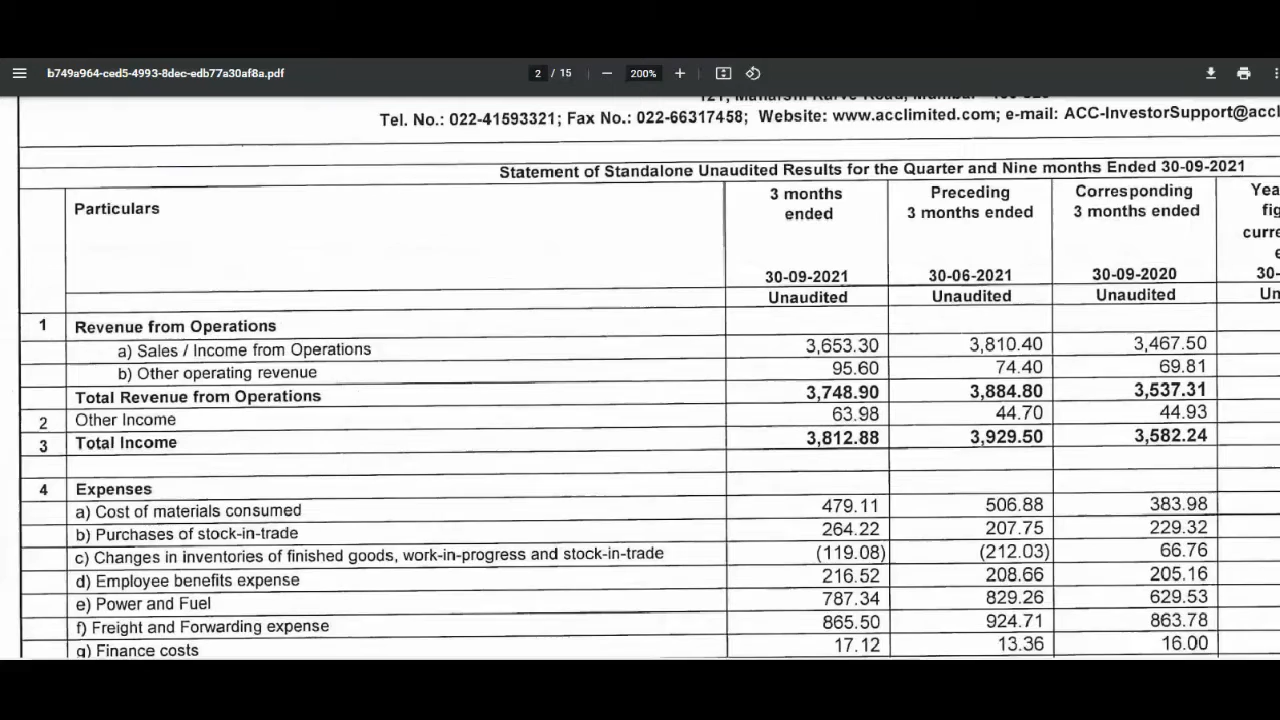 b749a964-ced5-4993-8dec-edb77a30af8a.pdf 2 / 15 200%
Tel. No.: 022-41593321; Fax No.: 022-66317458; Website: www.acclimited.com; e-mail: ACC-InvestorSupport@accl
Statement of Standalone Unaudited Results for the Quarter and Nine months Ended 30-09-2021
Particulars 3 months ended 30-09-2021 Preceding 3 months ended 30-06-2021 Corresponding 3 months ended 30-09-2020
Unaudited Unaudited Unaudited
1 Revenue from Operations
a) Sales / Income from Operations 3,653.30 3,810.40 3,467.50
b) Other operating revenue 95.60 74.40 69.81
Total Revenue from Operations 3,748.90 3,884.80 3,537.31
2 Other Income 63.98 44.70 44.93
3 Total Income 3,812.88 3,929.50 3,582.24
4 Expenses
a) Cost of materials consumed 479.11 506.88 383.98
b) Purchases of stock-in-trade 264.22 207.75 229.32
c) Changes in inventories of finished goods, work-in-progress and stock-in-trade (119.08) (212.03) 66.76
d) Employee benefits expense 216.52 208.66 205.16
e) Power and Fuel 787.34 829.26 629.53
f) Freight and Forwarding expense 865.50 924.71 863.78
g) Finance costs 17.12 13.36 16.00